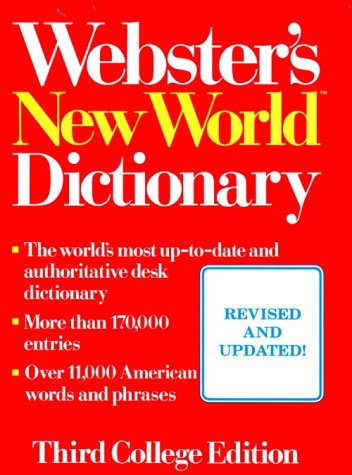 Webster's
New World™
Dictionary
▪ The world's most up-to-date and
authoritative desk
dictionary
▪ More than 170,000
entries
▪ Over 11,000 American
words and phrases
REVISED
AND
UPDATED!
Third College Edition